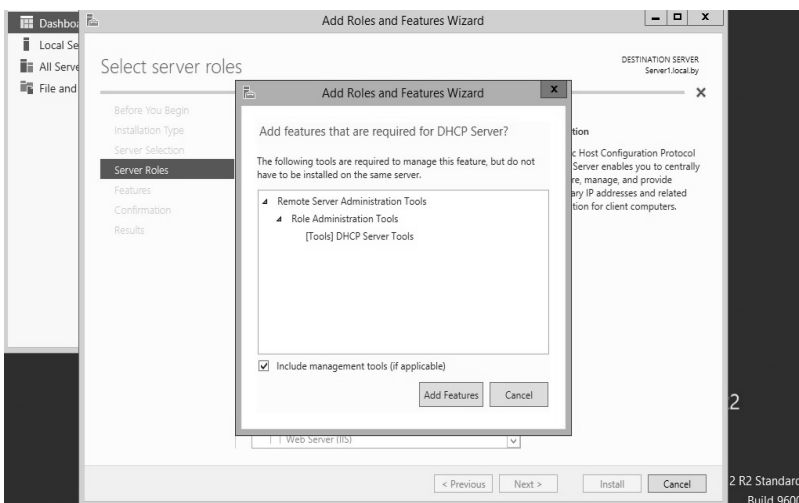 Dashboa
Local Se
All Serve
File and
Add Roles and Features Wizard
Select server roles
DESTINATION SERVER
Server1.local.by
Before You Begin
Installation Type
Server Selection
Server Roles
Features
Confirmation
Results
Add Roles and Features Wizard
Add features that are required for DHCP Server?
The following tools are required to manage this feature, but do not
have to be installed on the same server.
Remote Server Administration Tools
Role Administration Tools
[Tools] DHCP Server Tools
Include management tools (if applicable)
Add Features
Cancel
tion
c Host Configuration Protocol
Server enables you to centrally
re, manage, and provide
ary IP addresses and related
tion for client computers.
Web Server (IIS)
< Previous
Next >
Install
Cancel
R2
2 R2 Standard
Build 9600